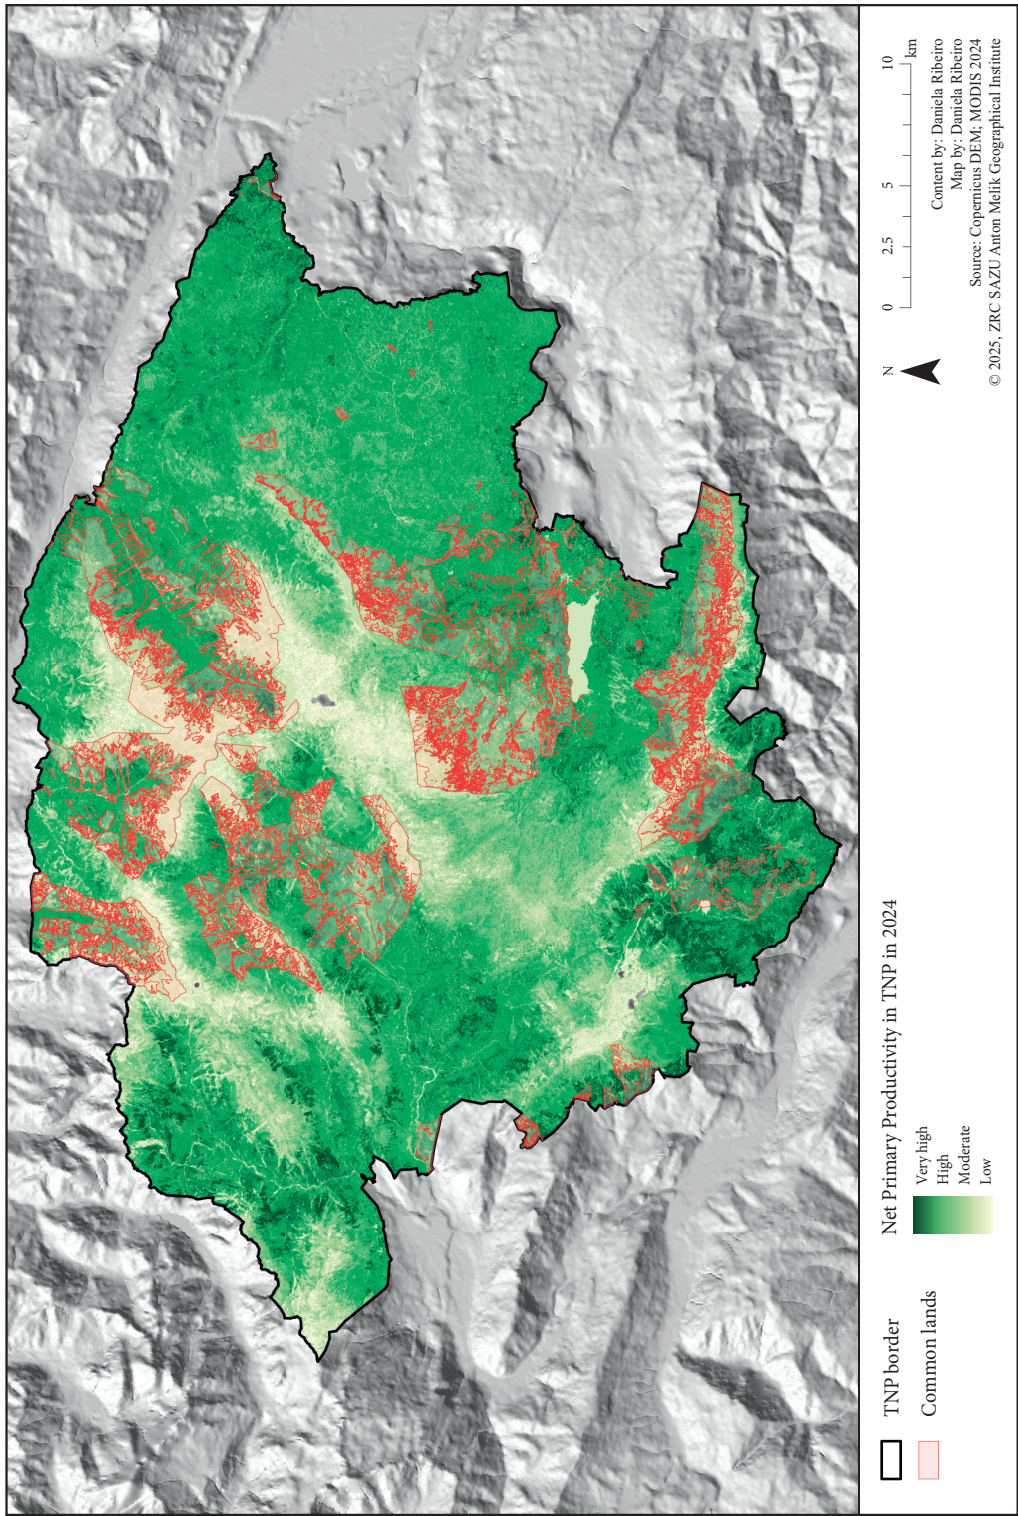 TNP border
Common lands
Net Primary Productivity in TNP in 2024
Very high
High
Moderate
Low
N
0 2.5 5 10
km
Content by: Daniela Ribeiro
Map by: Daniela Ribeiro
Source: Copernicus DEM; MODIS 2024
© 2025, ZRC SAZU Anton Melik Geographical Institute